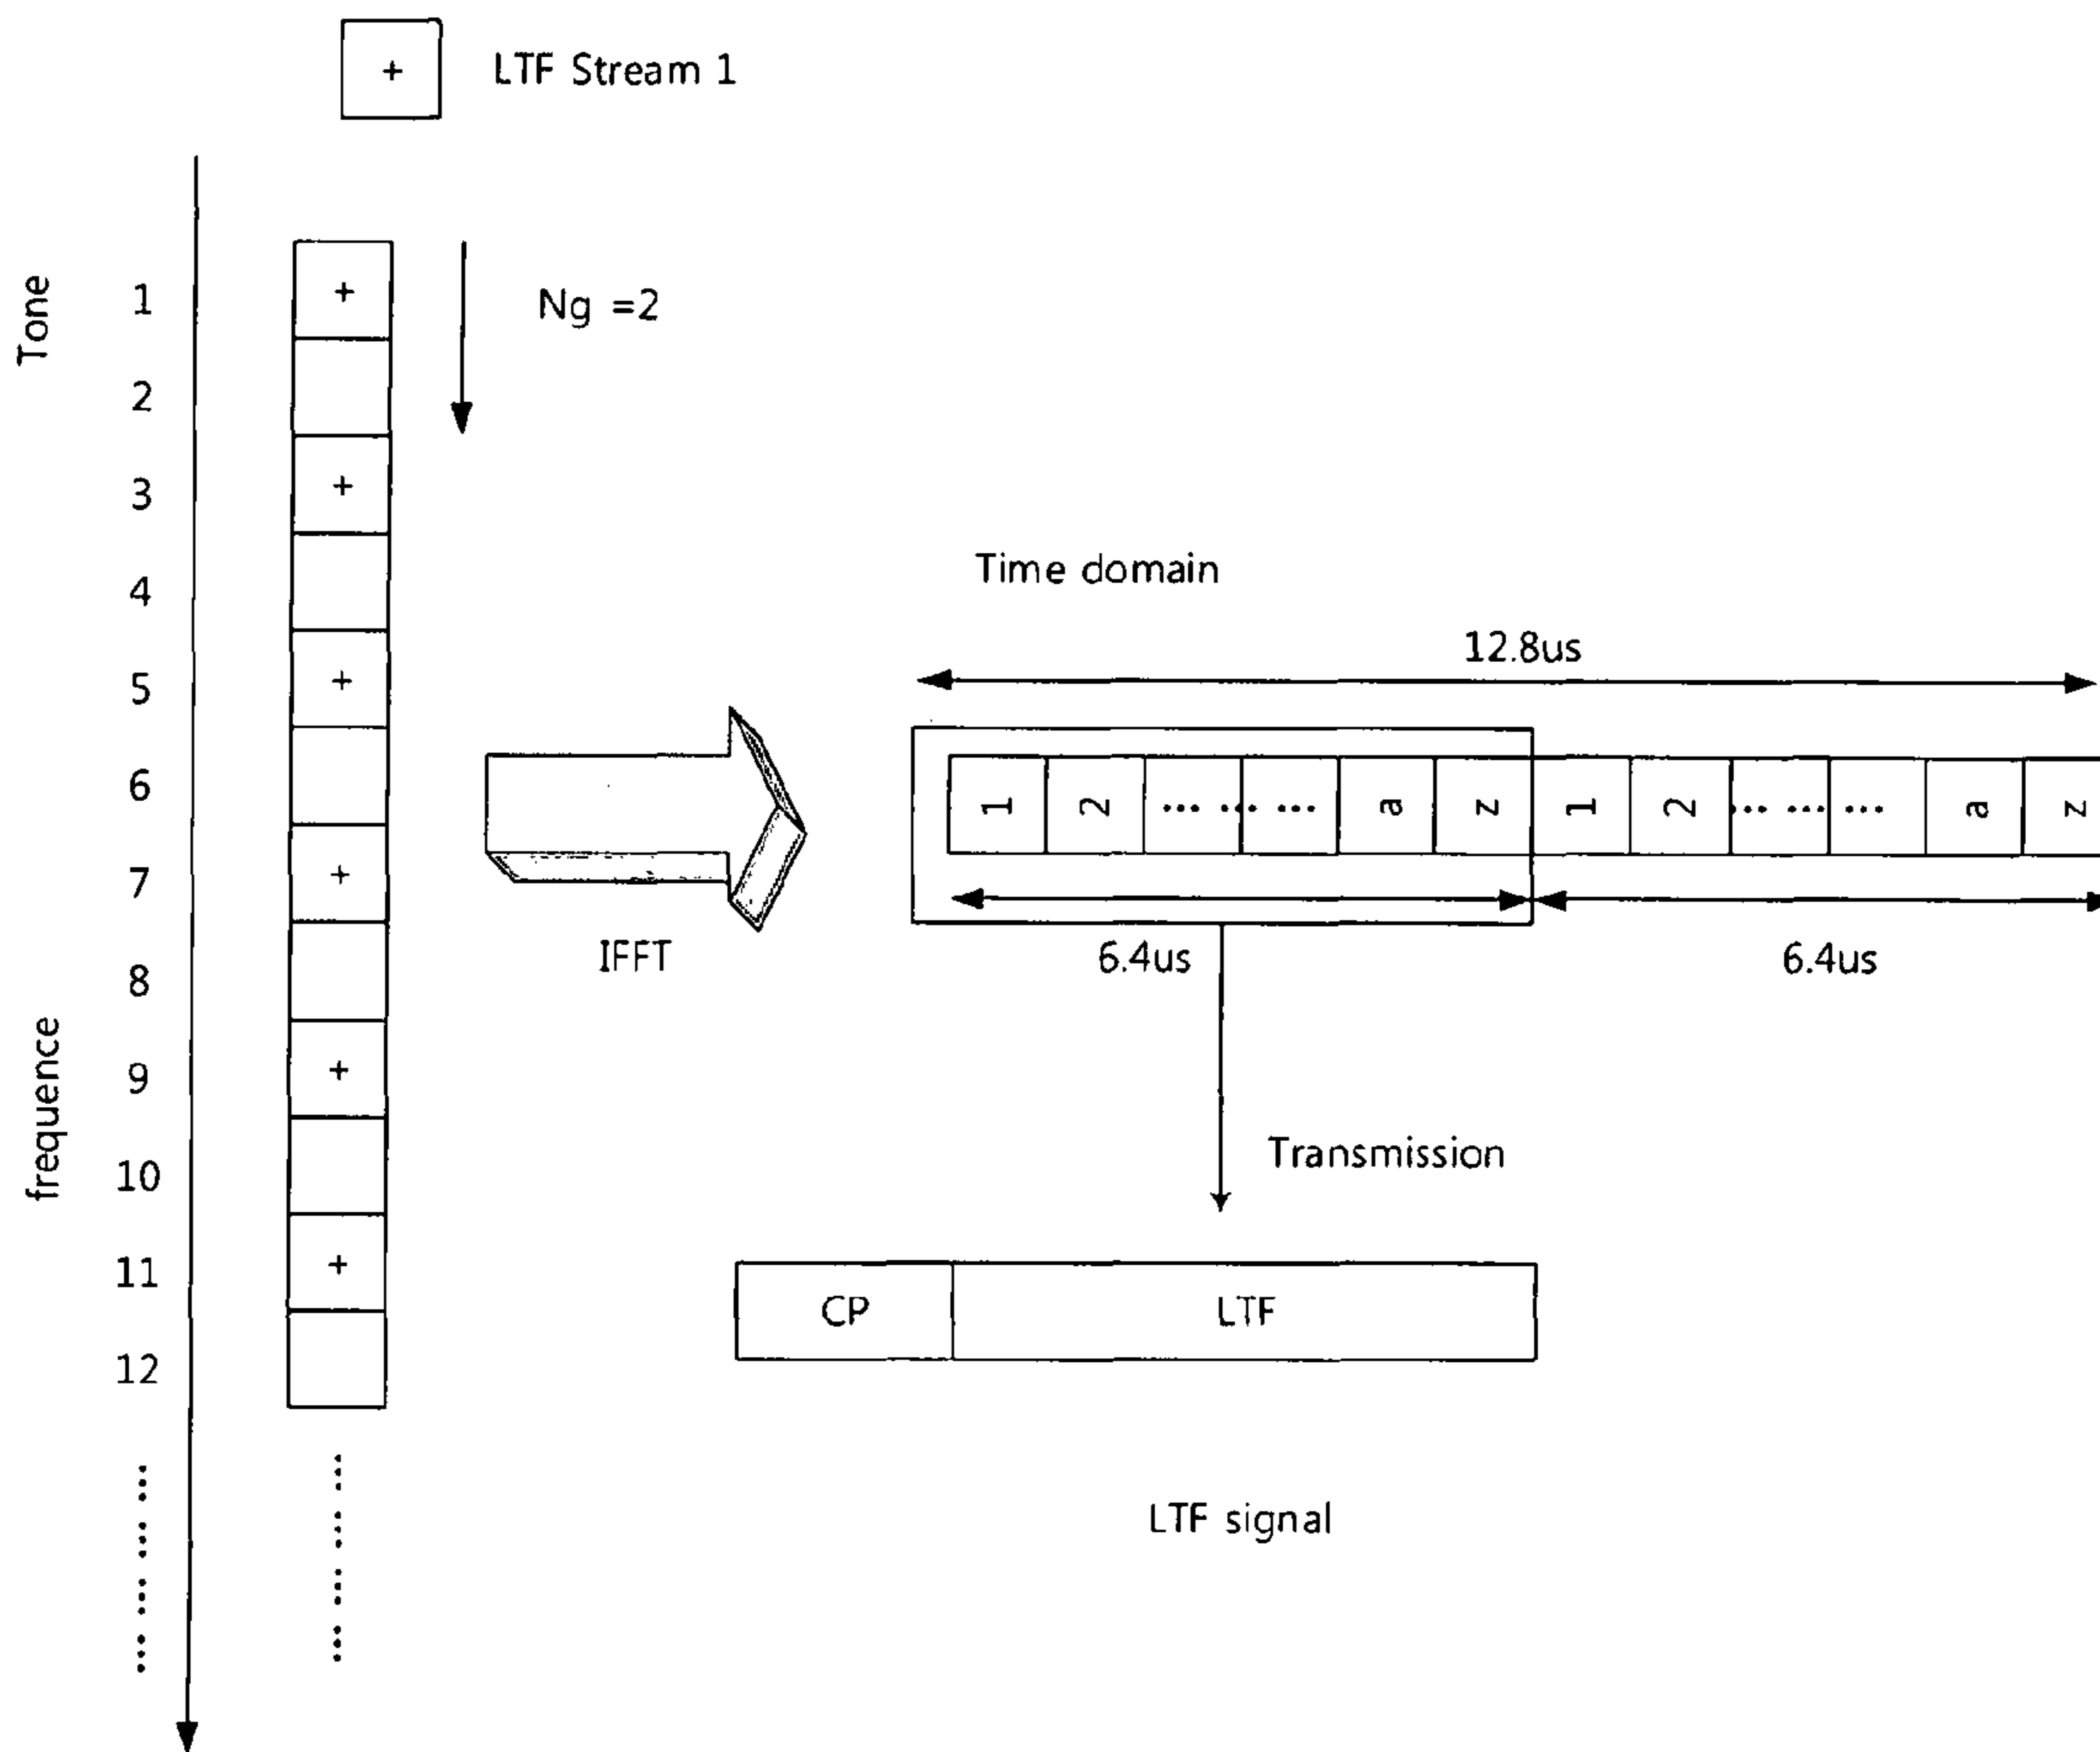 + LTF Stream 1
Tone
frequence
1 +
2
3 +
4
5 +
6
7 +
8
9 +
10
11 +
12
...... ...... ...... ......
...... ...... ...... ......
Ng =2
IFFT
Time domain
12.8us
1 2 ... ... ... a z 1 2 ... ... ... a z
6.4us 6.4us
Transmission
CP LTF
LTF signal